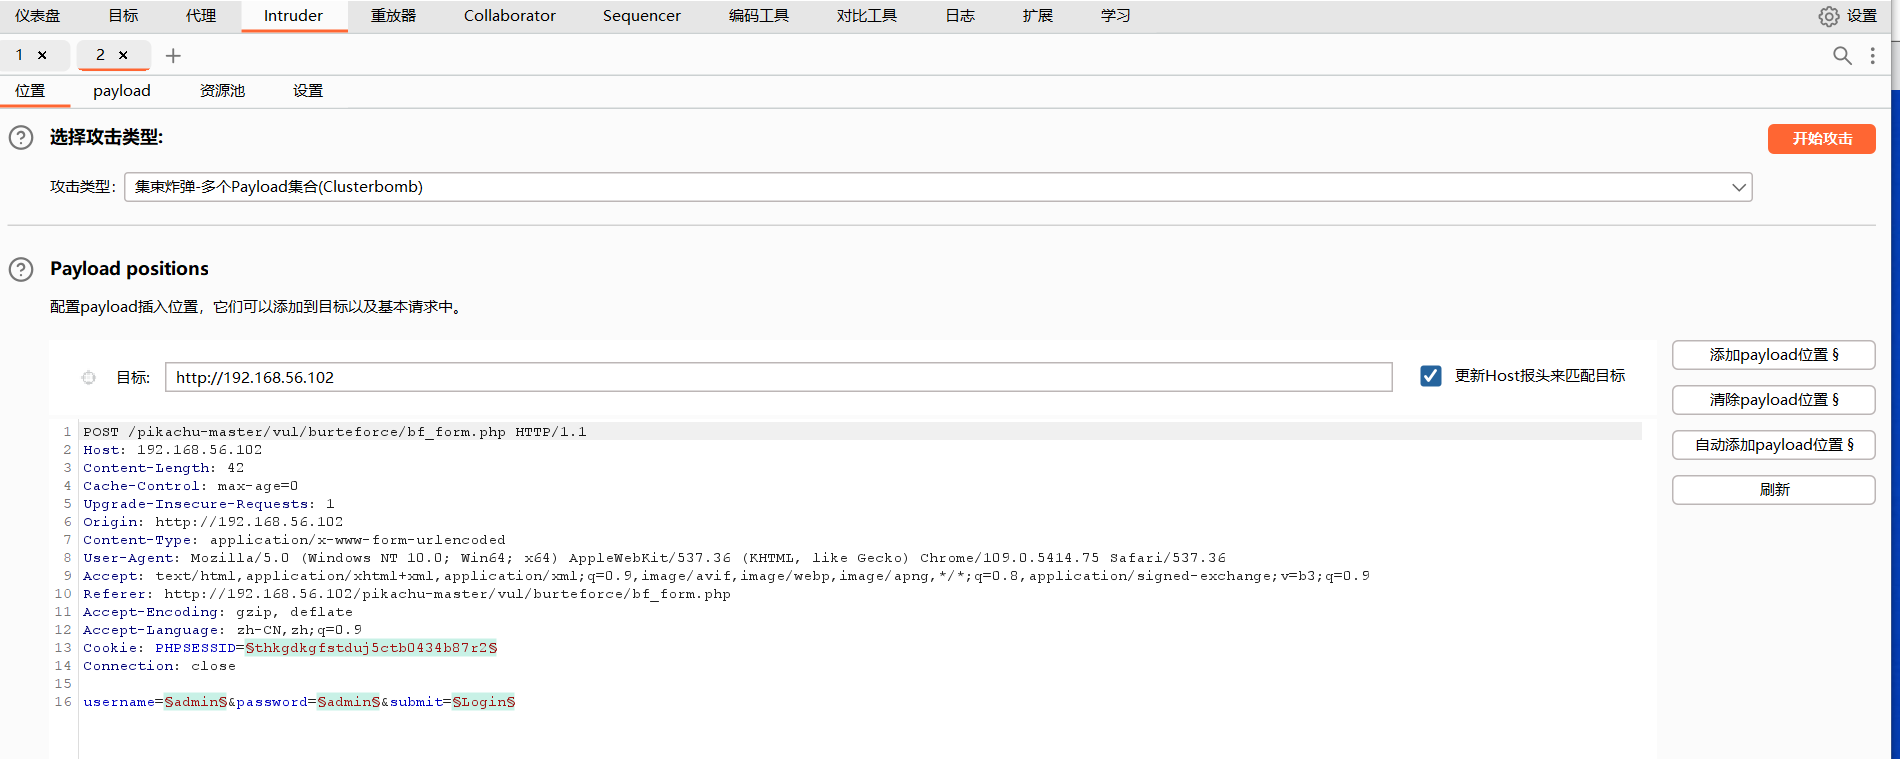 仪表盘 目标 代理 Intruder 重放器 Collaborator Sequencer 编码工具 对比工具 日志 扩展 学习 设置
1 × 2 × +
位置 payload 资源池 设置
选择攻击类型: 开始攻击
攻击类型: 集束炸弹-多个Payload集合(Clusterbomb)
Payload positions
配置payload插入位置，它们可以添加到目标以及基本请求中。
添加payload位置 §
目标: http://192.168.56.102 更新Host报头来匹配目标
清除payload位置 §
自动添加payload位置 §
刷新
1 POST /pikachu-master/vul/burteforce/bf_form.php HTTP/1.1
2 Host: 192.168.56.102
3 Content-Length: 42
4 Cache-Control: max-age=0
5 Upgrade-Insecure-Requests: 1
6 Origin: http://192.168.56.102
7 Content-Type: application/x-www-form-urlencoded
8 User-Agent: Mozilla/5.0 (Windows NT 10.0; Win64; x64) AppleWebKit/537.36 (KHTML, like Gecko) Chrome/109.0.5414.75 Safari/537.36
9 Accept: text/html,application/xhtml+xml,application/xml;q=0.9,image/avif,image/webp,image/apng,*/*;q=0.8,application/signed-exchange;v=b3;q=0.9
10 Referer: http://192.168.56.102/pikachu-master/vul/burteforce/bf_form.php
11 Accept-Encoding: gzip, deflate
12 Accept-Language: zh-CN,zh;q=0.9
13 Cookie: PHPSESSID=§thkgdkgfstduj5ctb0434b87r2§
14 Connection: close
15
16 username=§admin§&password=§admin§&submit=§Login§